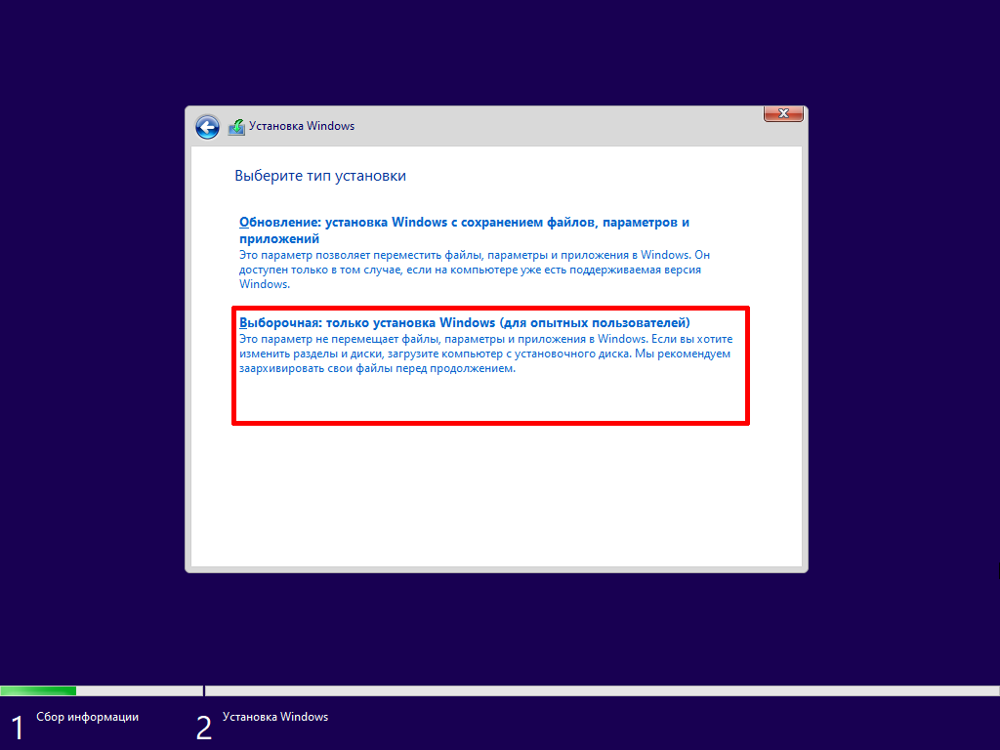 Установка Windows
Выберите тип установки
Обновление: установка Windows с сохранением файлов, параметров и
приложений
Это параметр позволяет переместить файлы, параметры и приложения в Windows. Он
доступен только в том случае, если на компьютере уже есть поддерживаемая версия
Windows.
Выборочная: только установка Windows (для опытных пользователей)
Это параметр не перемещает файлы, параметры и приложения в Windows. Если вы хотите
изменить разделы и диски, загрузите компьютер с установочного диска. Мы рекомендуем
заархивировать свои файлы перед продолжением.
1 Сбор информации
2 Установка Windows